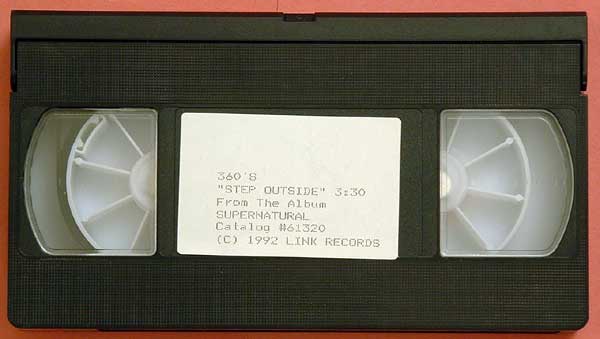 360'S
"STEP OUTSIDE" 3:30
From The Album
SUPERNATURAL
Catalog #61320
(C) 1992 LINK RECORDS